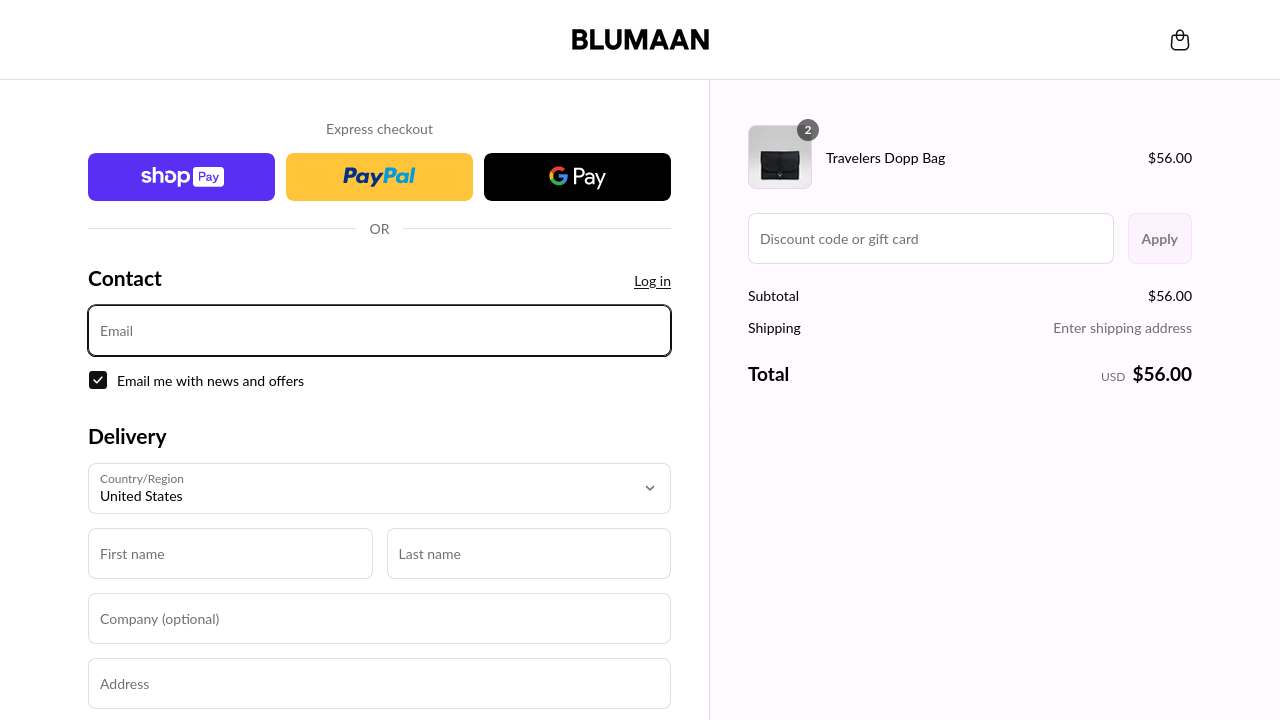 BLUMAAN
Express checkout
shop Pay
PayPal
G Pay
OR
Contact
Log in
Email
Email me with news and offers
Delivery
Country/Region
United States
First name
Last name
Company (optional)
Address
2
Travelers Dopp Bag
$56.00
Discount code or gift card
Apply
Subtotal
$56.00
Shipping
Enter shipping address
Total
USD $56.00